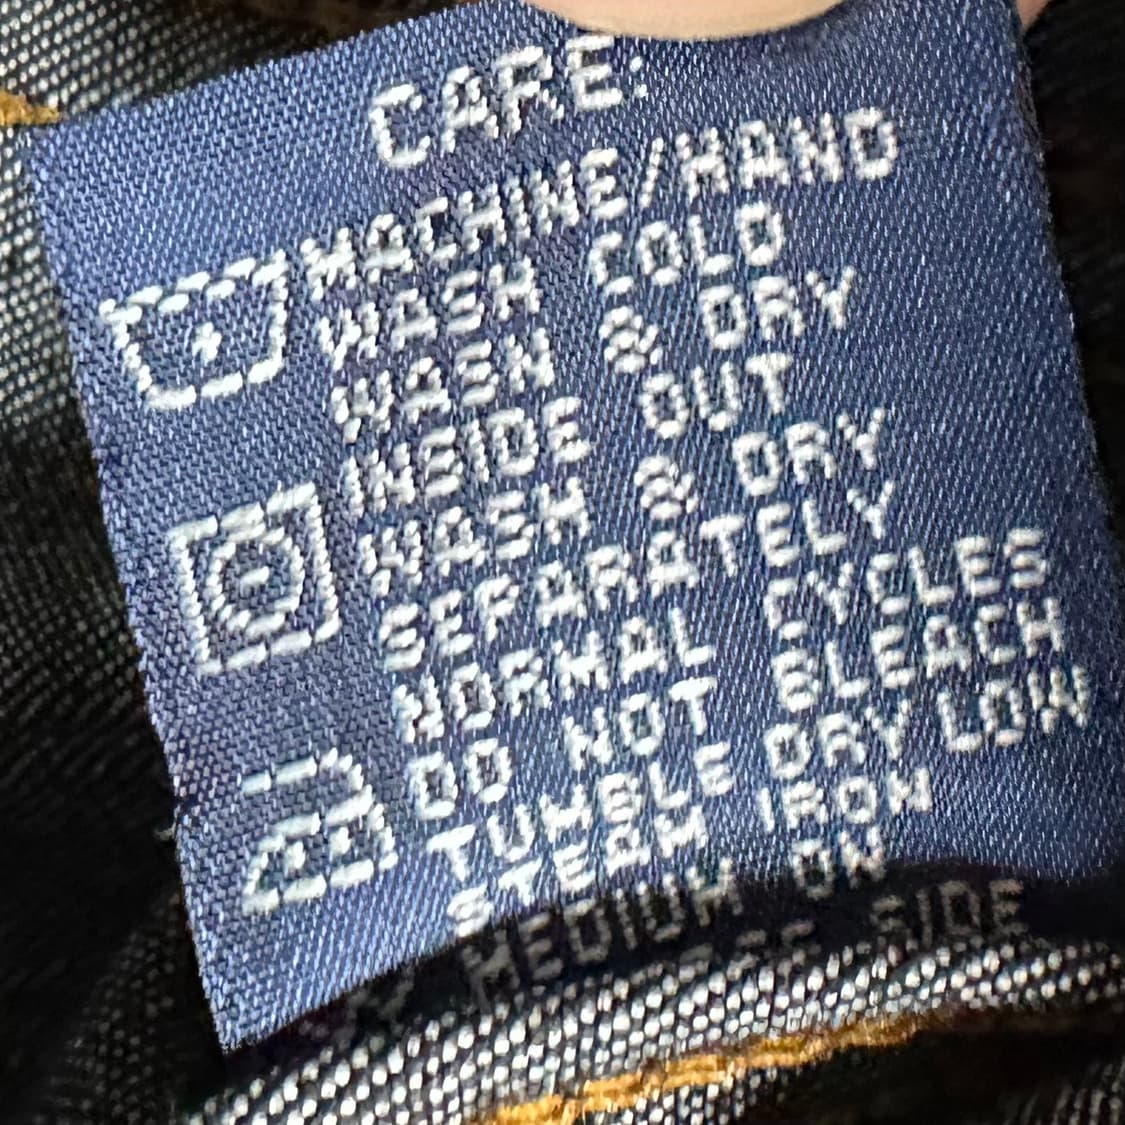 CARE:
MACHINE/HAND
WASH COLD
WASH & DRY
INSIDE OUT
WASH & DRY
SEPARATELY
NORMAL CYCLES
DO NOT BLEACH
TUMBLE DRY LOW
STEAM IRON
MEDIUM ON
SIDE